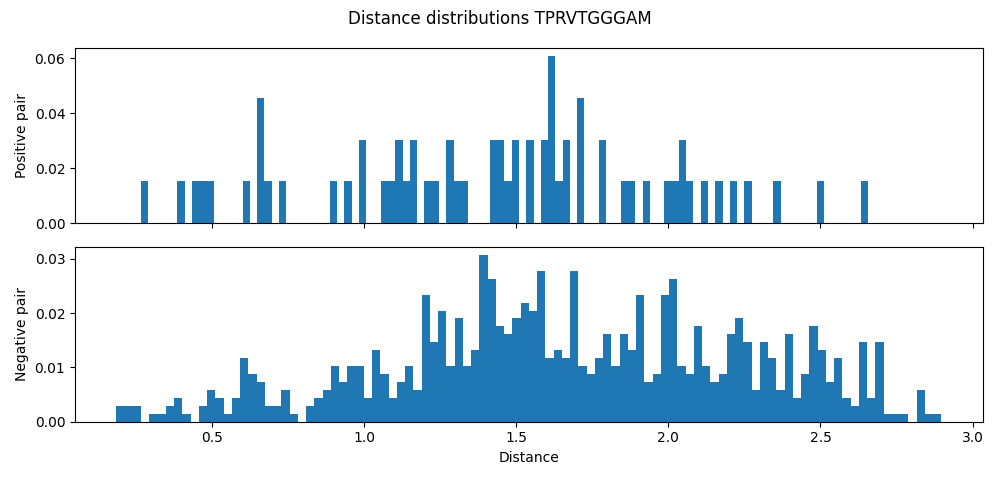 Distance distributions TPRVTGGGAM
Positive pair
0.06
0.04
0.02
0.00
Negative pair
0.03
0.02
0.01
0.00
0.5 1.0 1.5 2.0 2.5 3.0
Distance